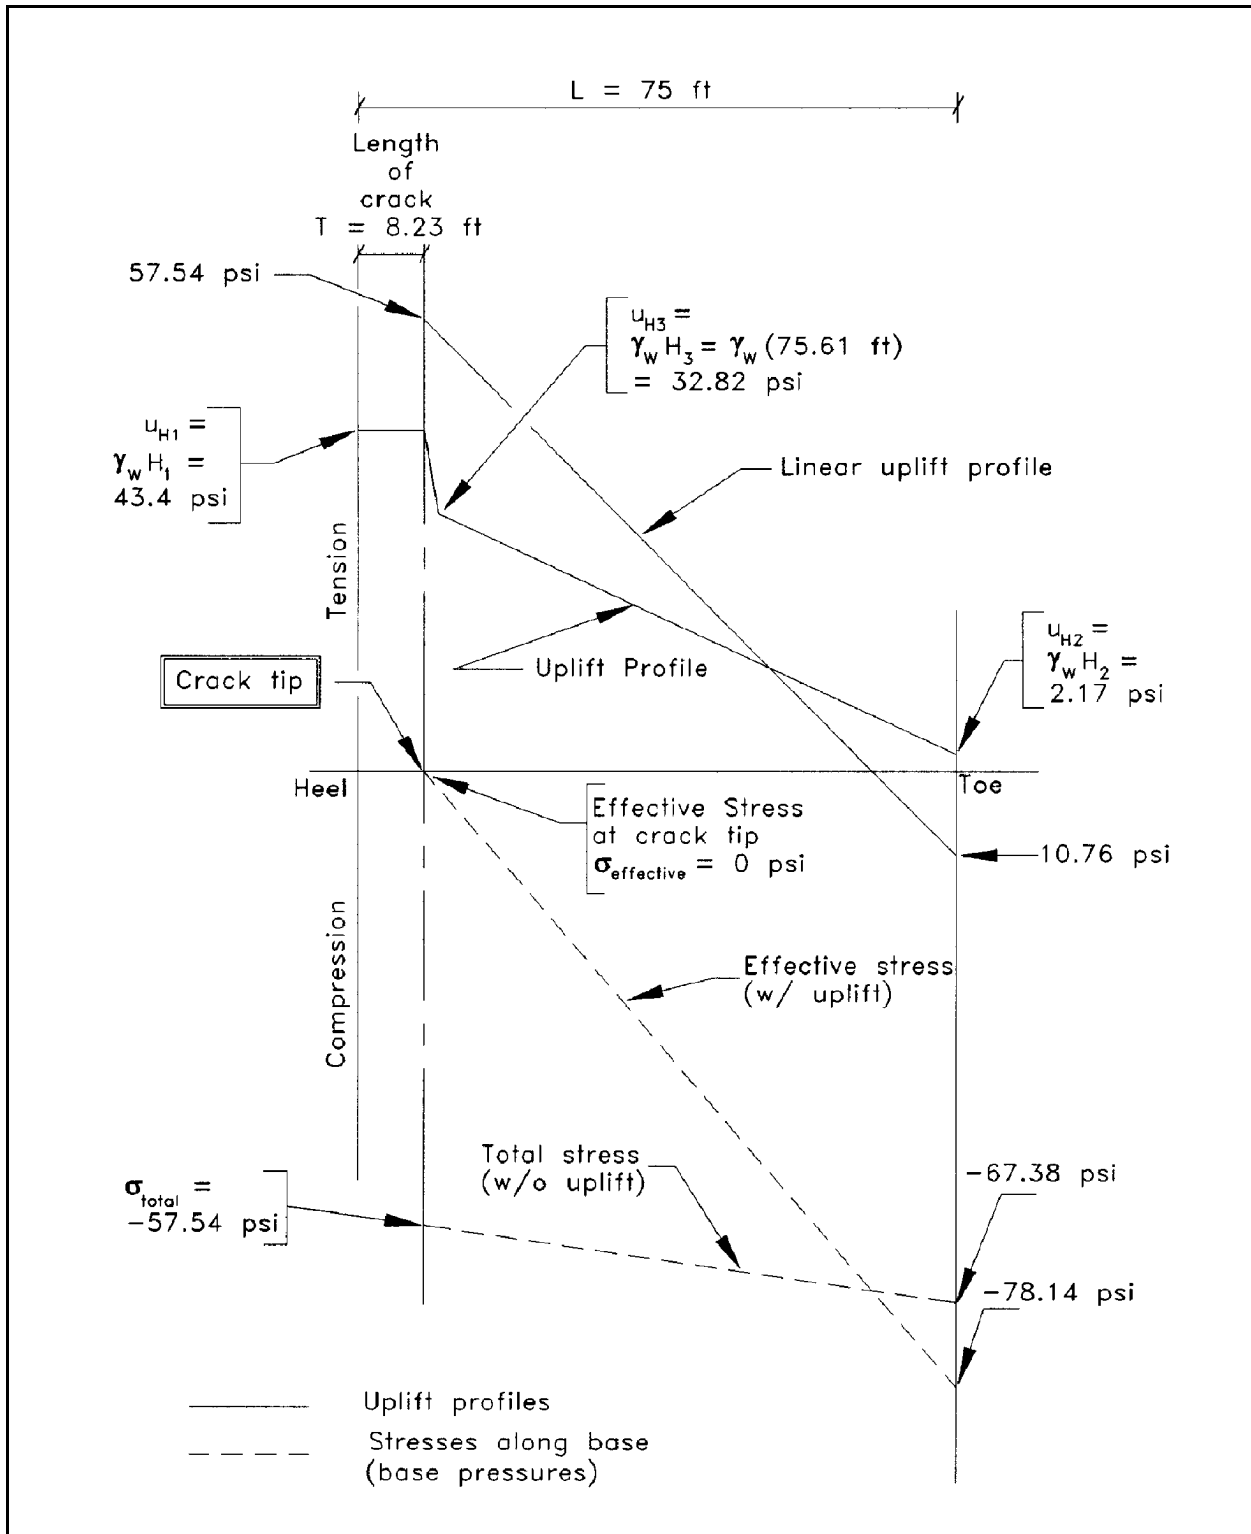 L = 75 ft
Length
of
crack
T = 8.23 ft
57.54 psi
u_H3 =
γ_w H_3 = γ_w (75.61 ft)
= 32.82 psi
u_H1 =
γ_w H_1 =
43.4 psi
Linear uplift profile
Tension
u_H2 =
γ_w H_2 =
2.17 psi
Uplift Profile
Crack tip
Heel
Toe
Effective Stress
at crack tip
σ_effective = 0 psi
10.76 psi
Compression
Effective stress
(w/ uplift)
Total stress
(w/o uplift)
-67.38 psi
σ_total =
-57.54 psi
-78.14 psi
Uplift profiles
Stresses along base
(base pressures)